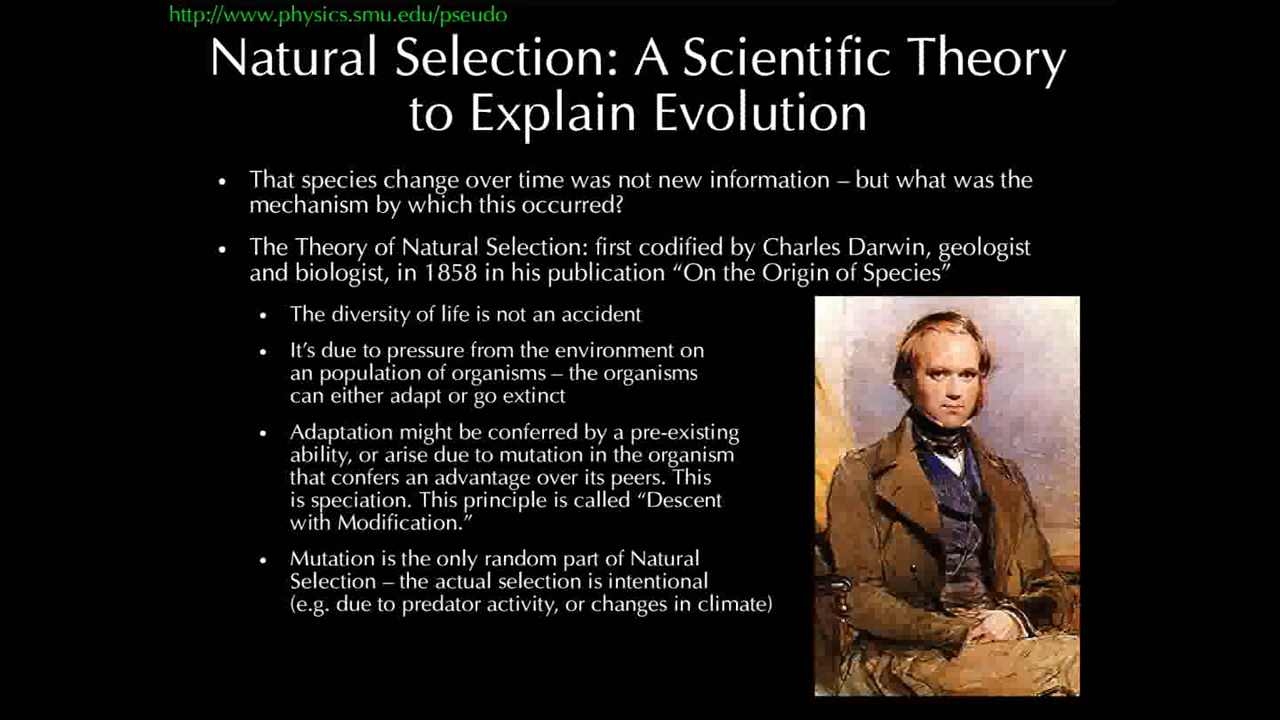 http://www.physics.smu.edu/pseudo
Natural Selection: A Scientific Theory
to Explain Evolution
• That species change over time was not new information – but what was the
mechanism by which this occurred?
• The Theory of Natural Selection: first codified by Charles Darwin, geologist
and biologist, in 1858 in his publication “On the Origin of Species”
• The diversity of life is not an accident
• It’s due to pressure from the environment on
an population of organisms – the organisms
can either adapt or go extinct
• Adaptation might be conferred by a pre-existing
ability, or arise due to mutation in the organism
that confers an advantage over its peers. This
is speciation. This principle is called “Descent
with Modification.”
• Mutation is the only random part of Natural
Selection – the actual selection is intentional
(e.g. due to predator activity, or changes in climate)